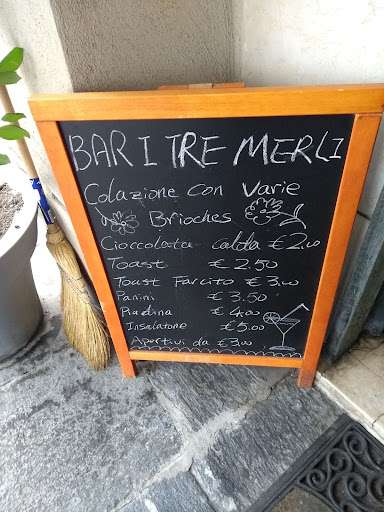 BAR I TRE MERLI
Colazione con Varie
Brioches
Cioccolata calda € 2.00
Toast € 2.50
Toast Farcito € 3.00
Panini € 3.50
Piadina € 4.00
Insalatone € 5.00
Apertivi da € 3.00